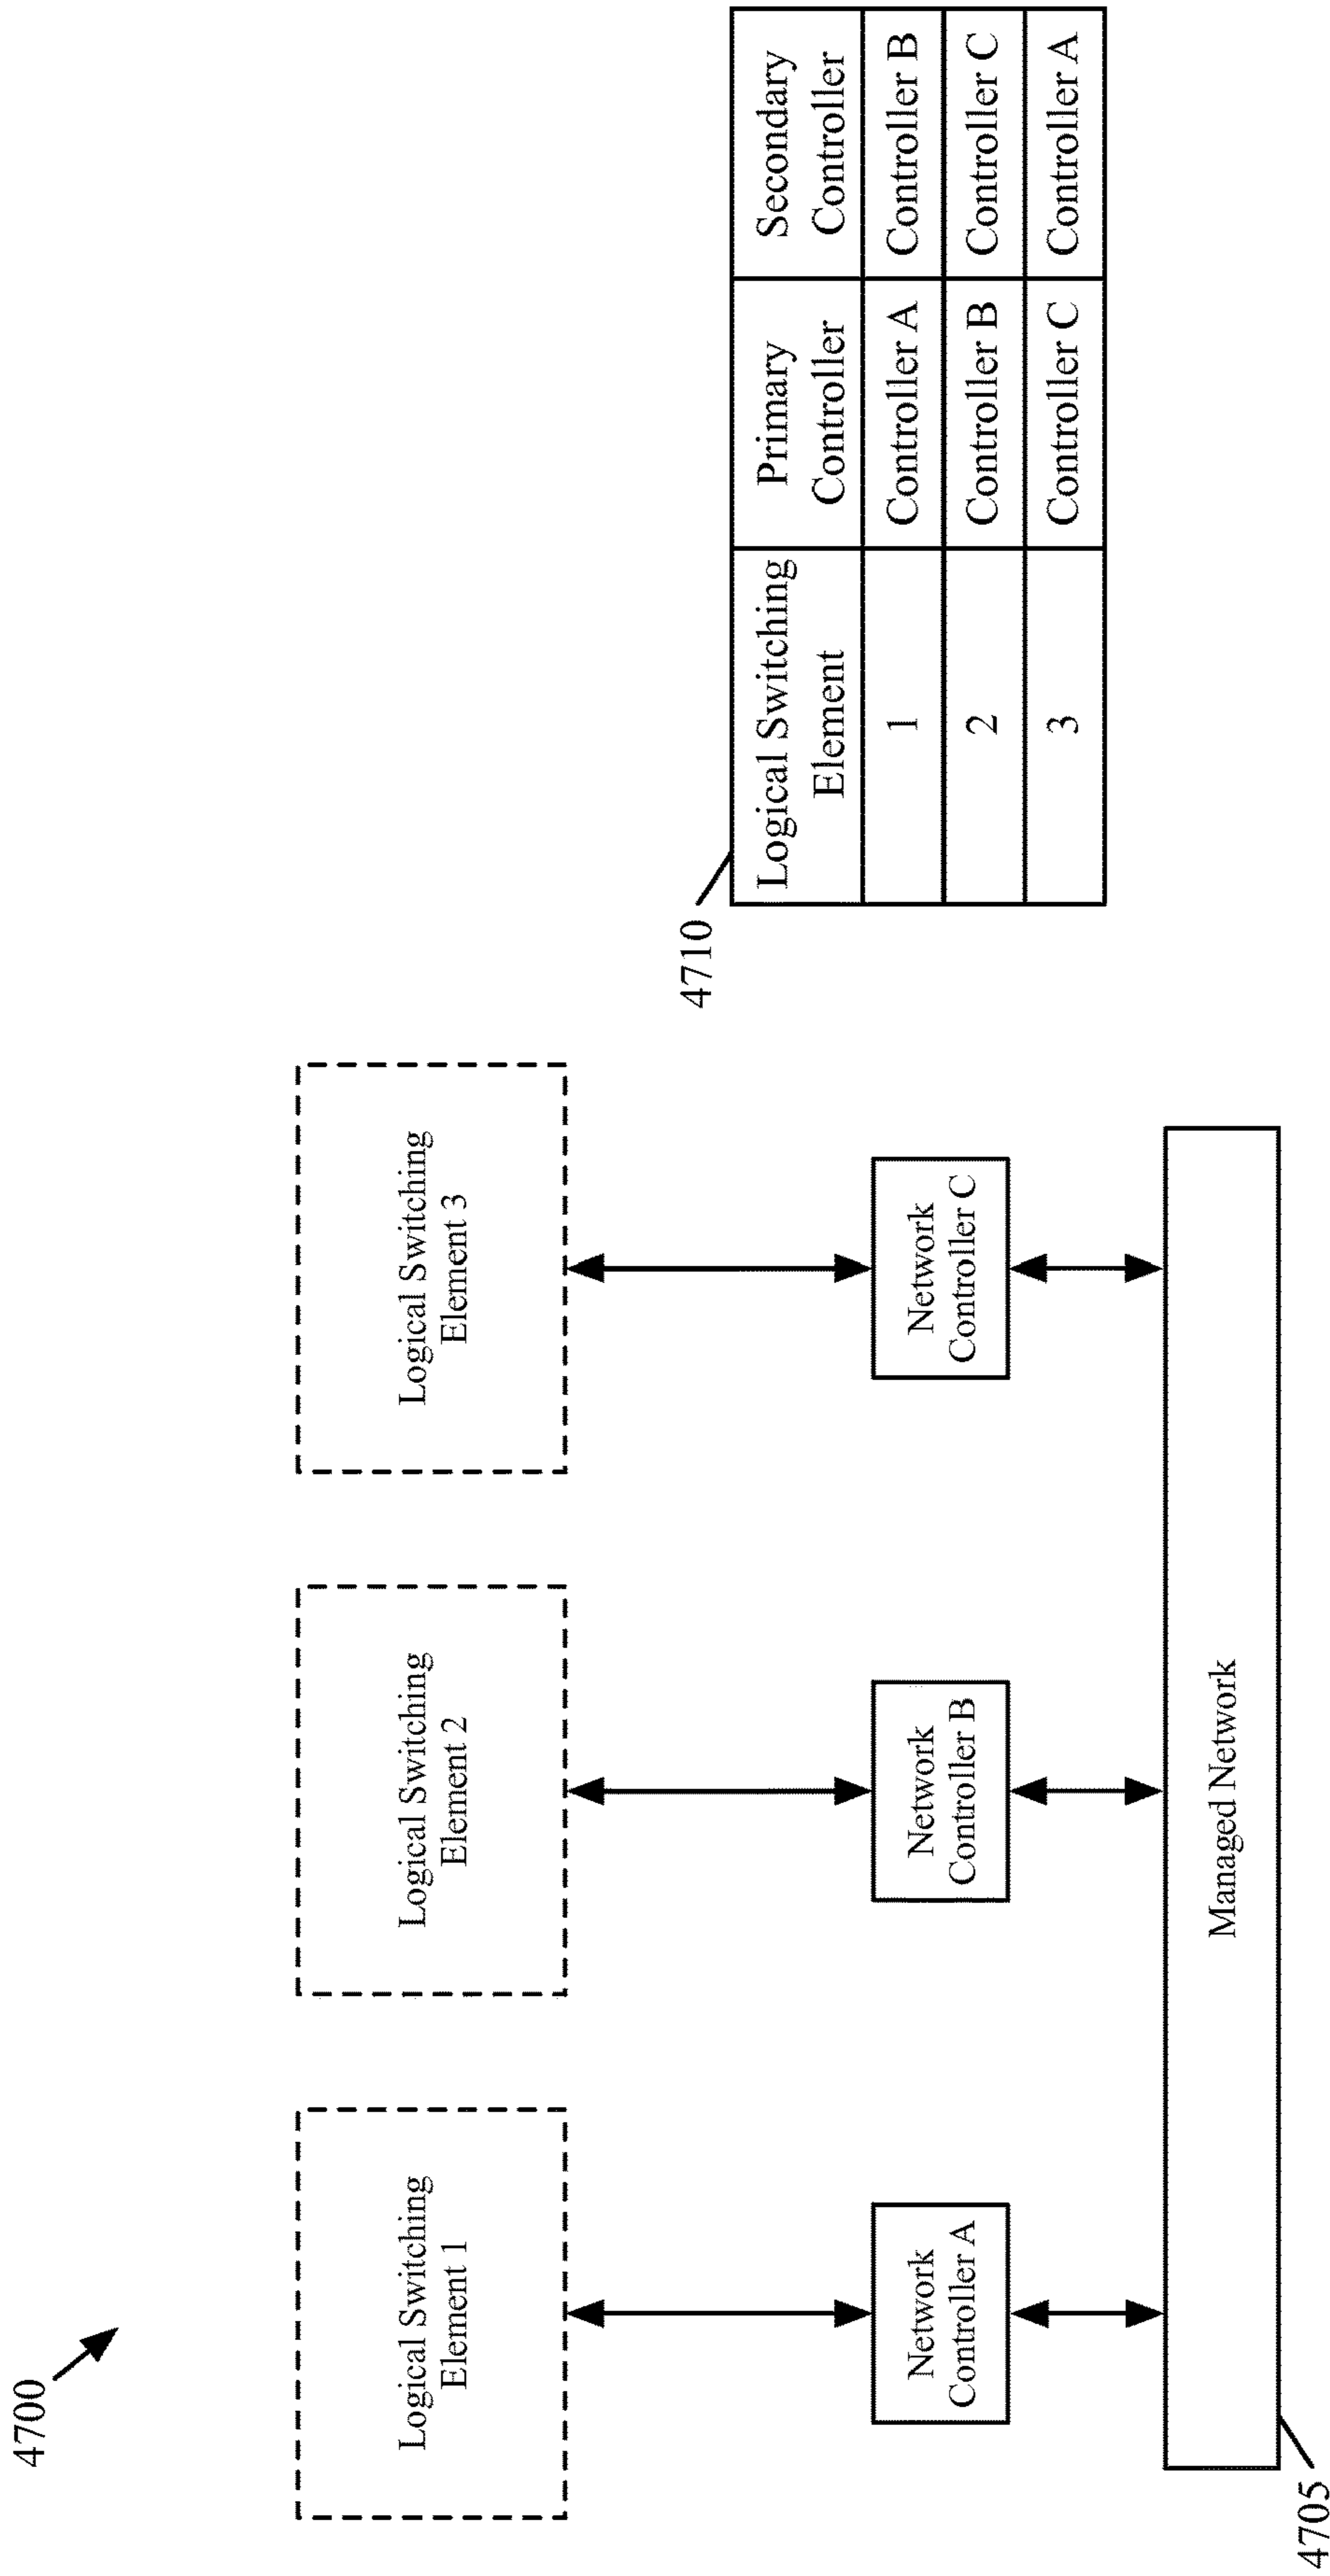 4700
Logical Switching
Element 1
Logical Switching
Element 2
Logical Switching
Element 3
Network
Controller A
Network
Controller B
Network
Controller C
Managed Network
4705
4710
Logical Switching
Element
Primary
Controller
Secondary
Controller
1
Controller A
Controller B
2
Controller B
Controller C
3
Controller C
Controller A